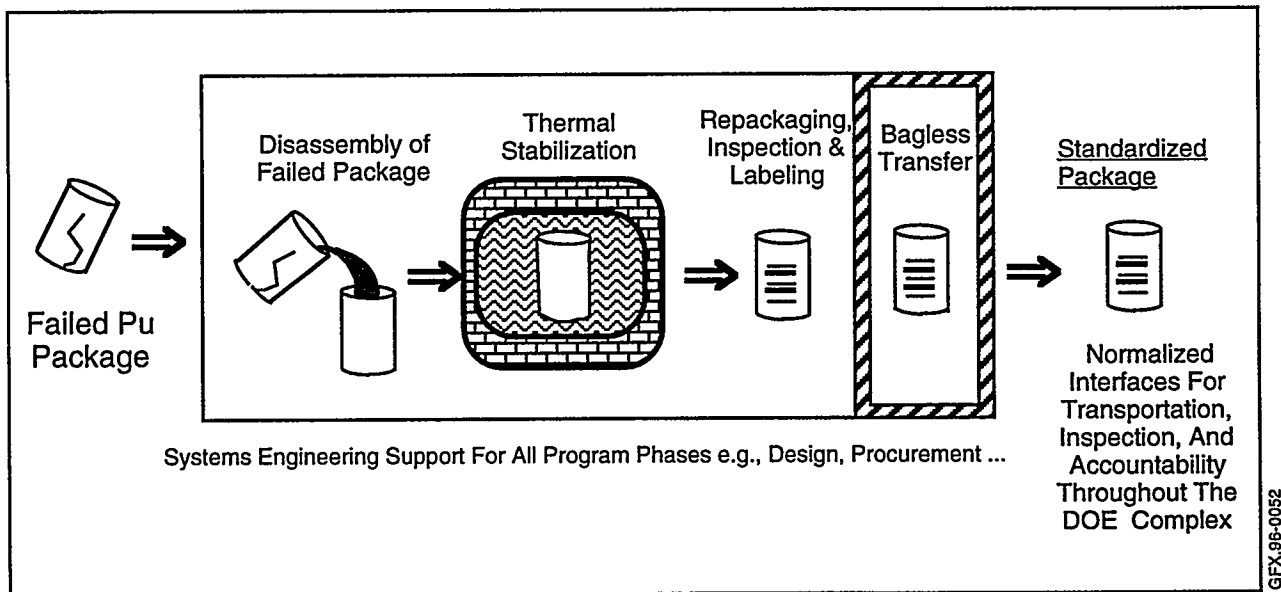 Failed Pu
Package
Disassembly of
Failed Package
Thermal
Stabilization
Repackaging,
Inspection &
Labeling
Bagless
Transfer
Standardized
Package
Normalized
Interfaces For
Transportation,
Inspection, And
Accountability
Throughout The
DOE Complex
Systems Engineering Support For All Program Phases e.g., Design, Procurement ...
GFX.96-0052